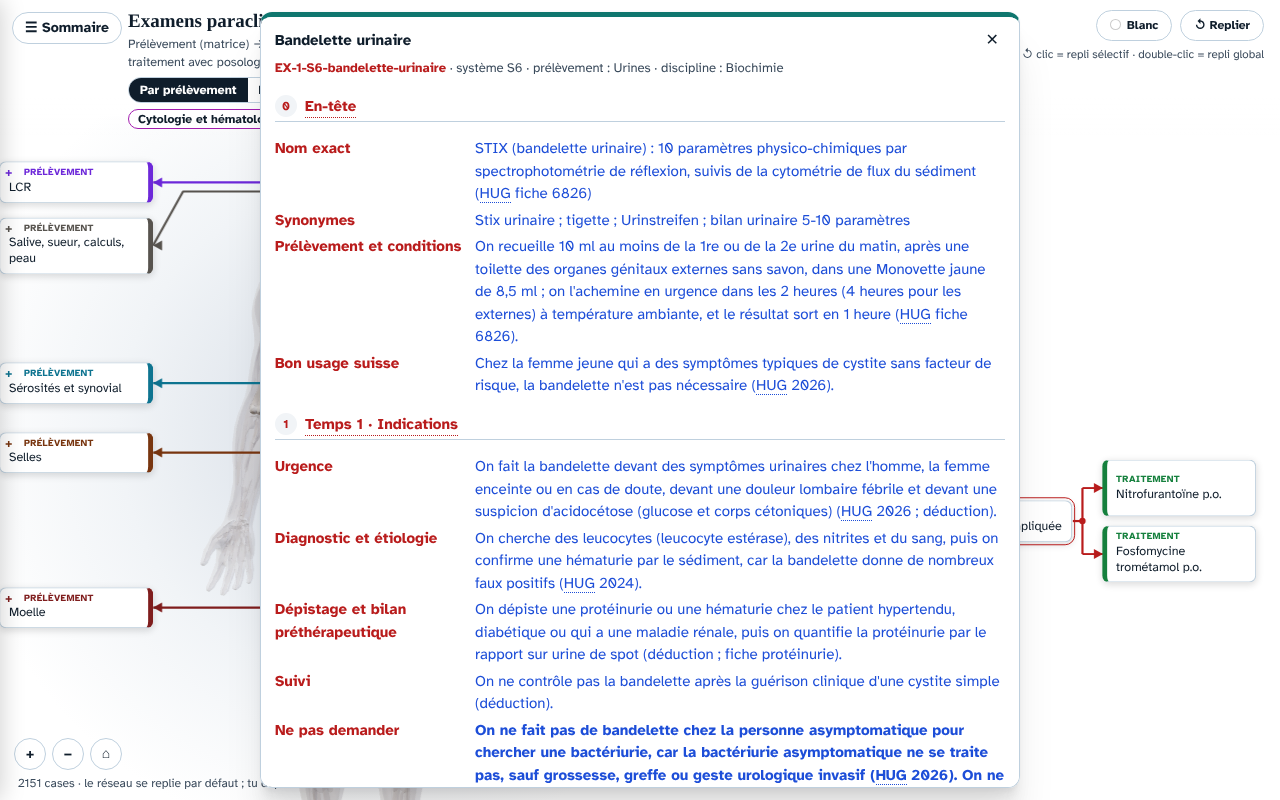 ☰ Sommaire
Examens paracli
Prélèvement (matrice)
traitement avec posolog
Par prélèvement
Cytologie et hématolo
Blanc
↺ Replier
↺ clic = repli sélectif · double-clic = repli global
+ PRÉLÈVEMENT
LCR
+ PRÉLÈVEMENT
Salive, sueur, calculs,
peau
+ PRÉLÈVEMENT
Sérosités et synovial
+ PRÉLÈVEMENT
Selles
+ PRÉLÈVEMENT
Moelle
+ − ⌂
2151 cases · le réseau se replie par défaut ; tu
Bandelette urinaire
✕
EX-1-S6-bandelette-urinaire · système S6 · prélèvement : Urines · discipline : Biochimie
0 En-tête
Nom exact
STIX (bandelette urinaire) : 10 paramètres physico-chimiques par
spectrophotométrie de réflexion, suivis de la cytométrie de flux du sédiment
(HUG fiche 6826)
Synonymes
Stix urinaire ; tigette ; Urinstreifen ; bilan urinaire 5-10 paramètres
Prélèvement et conditions
On recueille 10 ml au moins de la 1re ou de la 2e urine du matin, après une
toilette des organes génitaux externes sans savon, dans une Monovette jaune
de 8,5 ml ; on l'achemine en urgence dans les 2 heures (4 heures pour les
externes) à température ambiante, et le résultat sort en 1 heure (HUG fiche
6826).
Bon usage suisse
Chez la femme jeune qui a des symptômes typiques de cystite sans facteur de
risque, la bandelette n'est pas nécessaire (HUG 2026).
1 Temps 1 · Indications
Urgence
On fait la bandelette devant des symptômes urinaires chez l'homme, la femme
enceinte ou en cas de doute, devant une douleur lombaire fébrile et devant une
suspicion d'acidocétose (glucose et corps cétoniques) (HUG 2026 ; déduction).
Diagnostic et étiologie
On cherche des leucocytes (leucocyte estérase), des nitrites et du sang, puis on
confirme une hématurie par le sédiment, car la bandelette donne de nombreux
faux positifs (HUG 2024).
Dépistage et bilan
préthérapeutique
On dépiste une protéinurie ou une hématurie chez le patient hypertendu,
diabétique ou qui a une maladie rénale, puis on quantifie la protéinurie par le
rapport sur urine de spot (déduction ; fiche protéinurie).
Suivi
On ne contrôle pas la bandelette après la guérison clinique d'une cystite simple
(déduction).
Ne pas demander
On ne fait pas de bandelette chez la personne asymptomatique pour
chercher une bactériurie, car la bactériurie asymptomatique ne se traite
pas, sauf grossesse, greffe ou geste urologique invasif (HUG 2026). On ne
pliquée
TRAITEMENT
Nitrofurantoïne p.o.
TRAITEMENT
Fosfomycine
trométamol p.o.